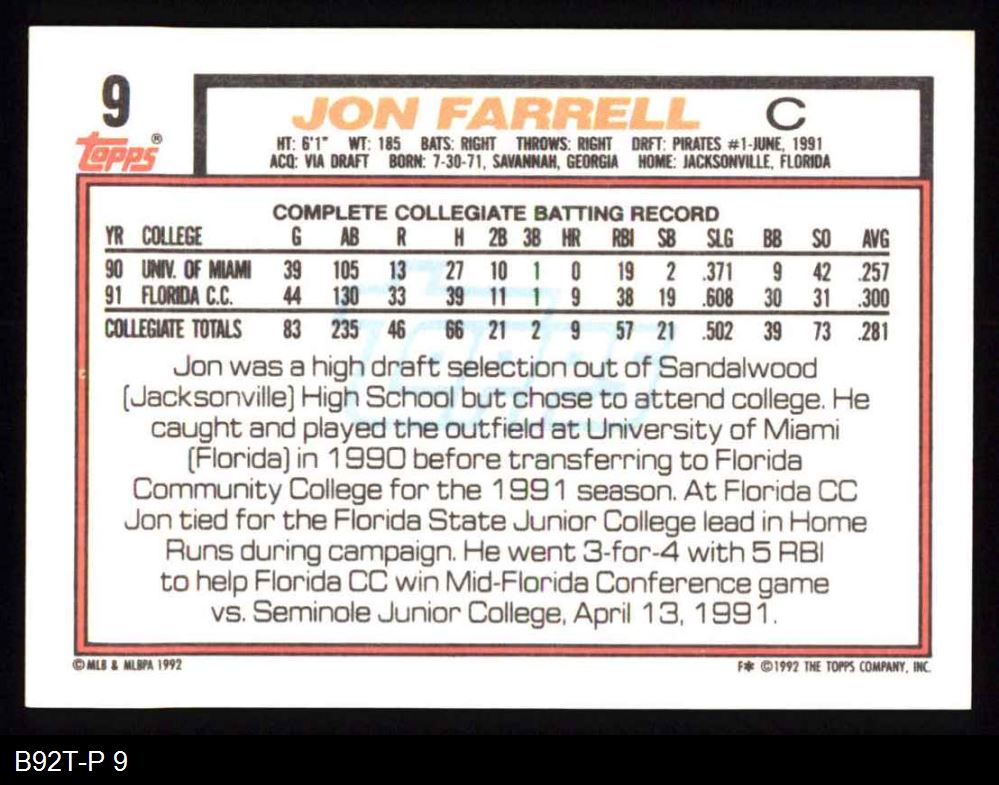 9
JON FARRELL C
Topps®
HT: 6'1" WT: 185 BATS: RIGHT THROWS: RIGHT DRFT: PIRATES #1-JUNE, 1991
ACQ: VIA DRAFT BORN: 7-30-71, SAVANNAH, GEORGIA HOME: JACKSONVILLE, FLORIDA
COMPLETE COLLEGIATE BATTING RECORD
YR COLLEGE G AB R H 2B 3B HR RBI SB SLG BB SO AVG
90 UNIV. OF MIAMI 39 105 13 27 10 1 0 19 2 .371 9 42 .257
91 FLORIDA C.C. 44 130 33 39 11 1 9 38 19 .608 30 31 .300
COLLEGIATE TOTALS 83 235 46 66 21 2 9 57 21 .502 39 73 .281
Jon was a high draft selection out of Sandalwood
(Jacksonville) High School but chose to attend college. He
caught and played the outfield at University of Miami
(Florida) in 1990 before transferring to Florida
Community College for the 1991 season. At Florida CC
Jon tied for the Florida State Junior College lead in Home
Runs during campaign. He went 3-for-4 with 5 RBI
to help Florida CC win Mid-Florida Conference game
vs. Seminole Junior College, April 13, 1991.
© MLB & MLBPA 1992
F* © 1992 THE TOPPS COMPANY, INC.
B92T-P 9